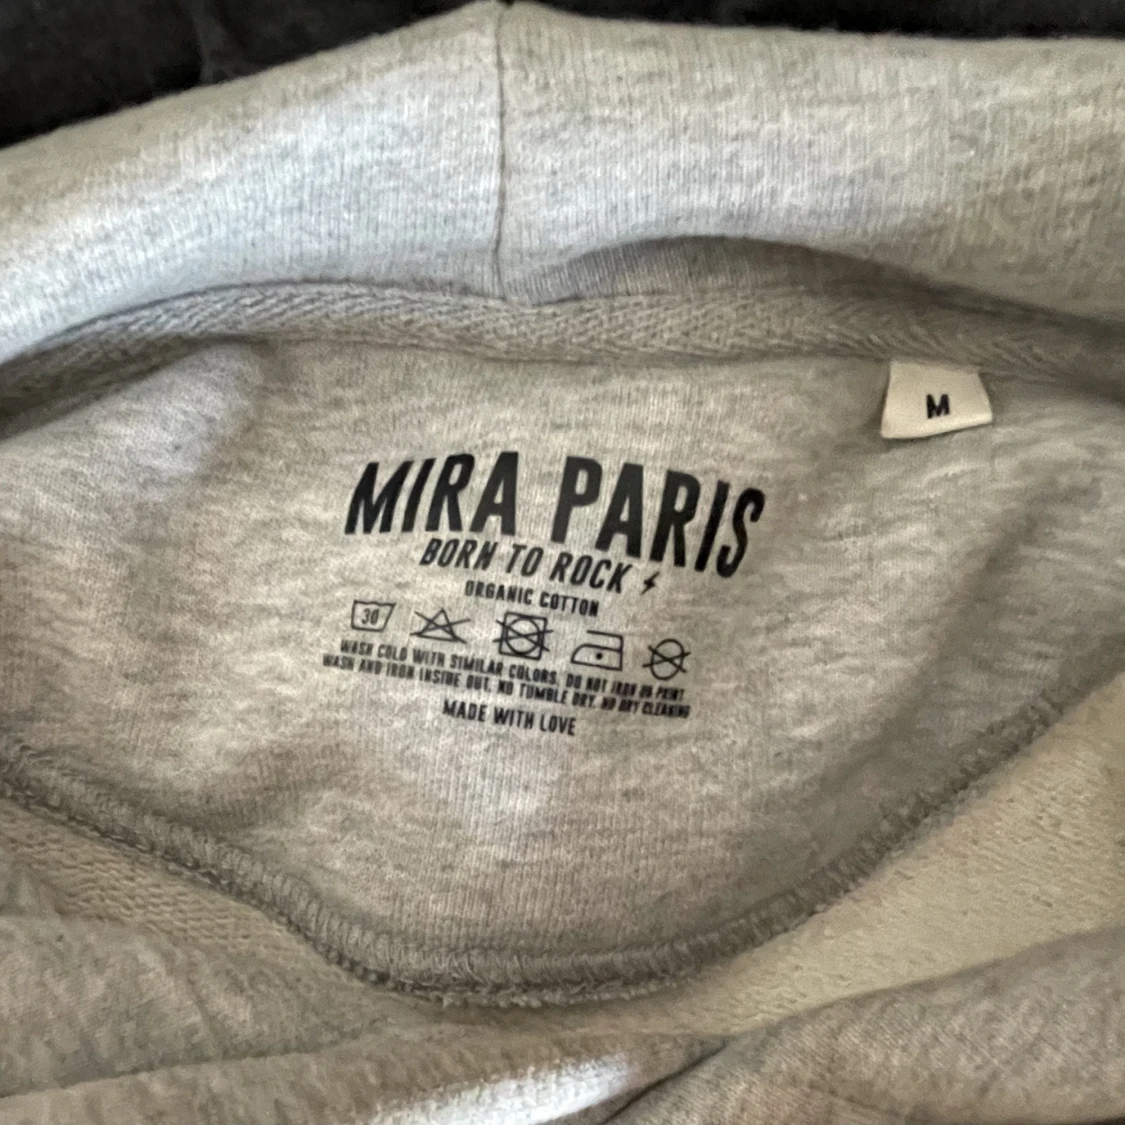 M
MIRA PARIS
BORN TO ROCK
ORGANIC COTTON
30
WASH COLD WITH SIMILAR COLORS. DO NOT IRON ON PRINT.
WASH AND IRON INSIDE OUT. NO TUMBLE DRY. NO DRY CLEANING
MADE WITH LOVE